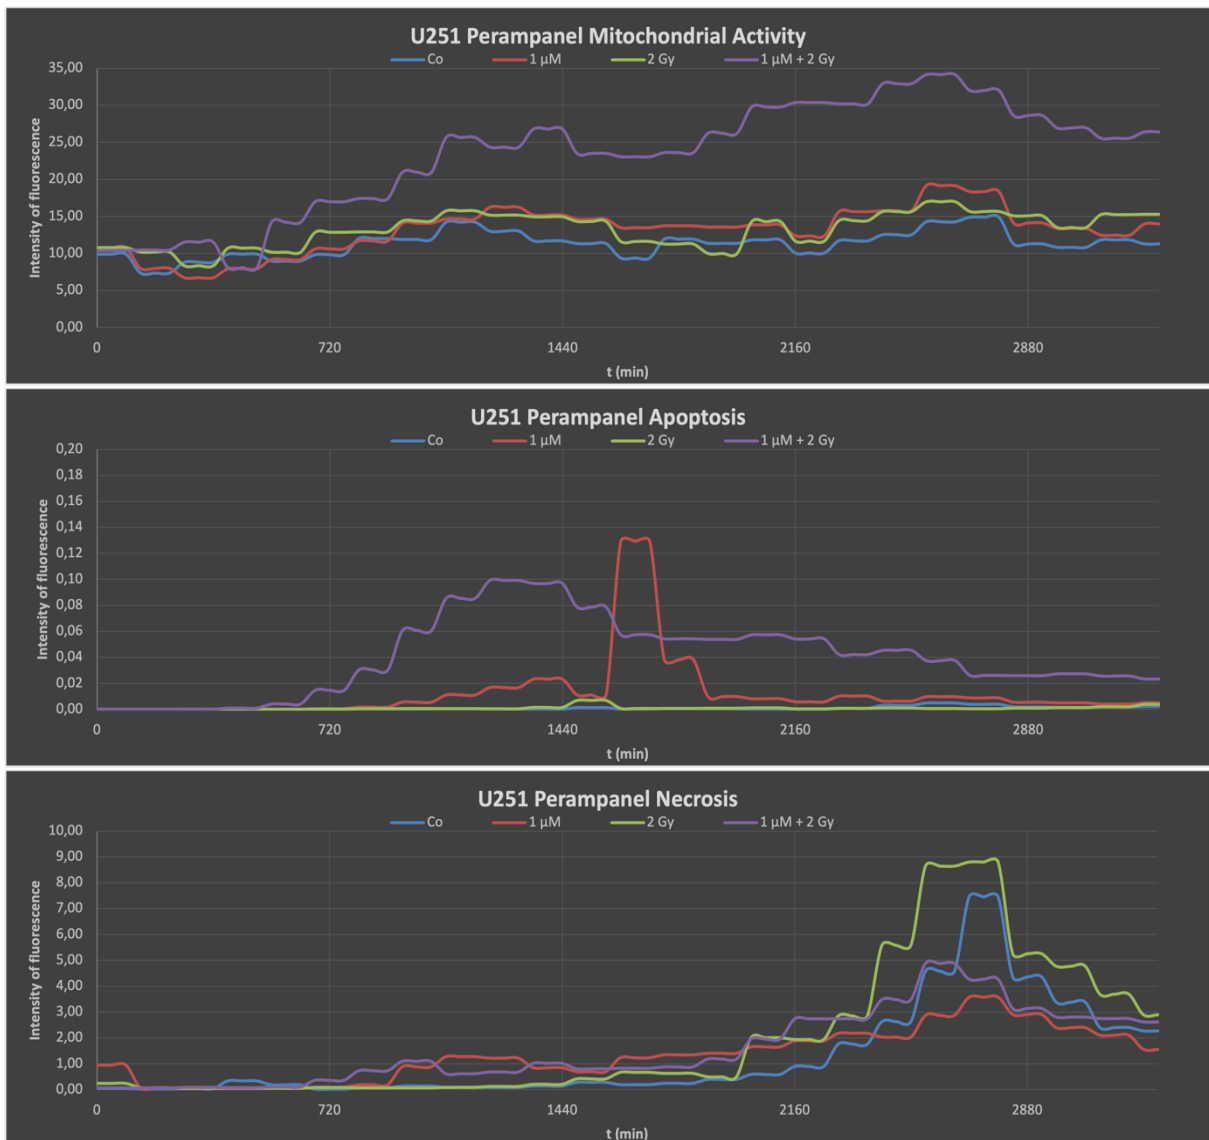 U251 Perampanel Mitochondrial Activity
Co 1 μM 2 Gy 1 μM + 2 Gy
Intensity of fluorescence
35,00
30,00
25,00
20,00
15,00
10,00
5,00
0,00
0 720 1440 2160 2880
t (min)
U251 Perampanel Apoptosis
Co 1 μM 2 Gy 1 μM + 2 Gy
Intensity of fluorescence
0,20
0,18
0,16
0,14
0,12
0,10
0,08
0,06
0,04
0,02
0,00
0 720 1440 2160 2880
t (min)
U251 Perampanel Necrosis
Co 1 μM 2 Gy 1 μM + 2 Gy
Intensity of fluorescence
10,00
9,00
8,00
7,00
6,00
5,00
4,00
3,00
2,00
1,00
0,00
0 720 1440 2160 2880
t (min)